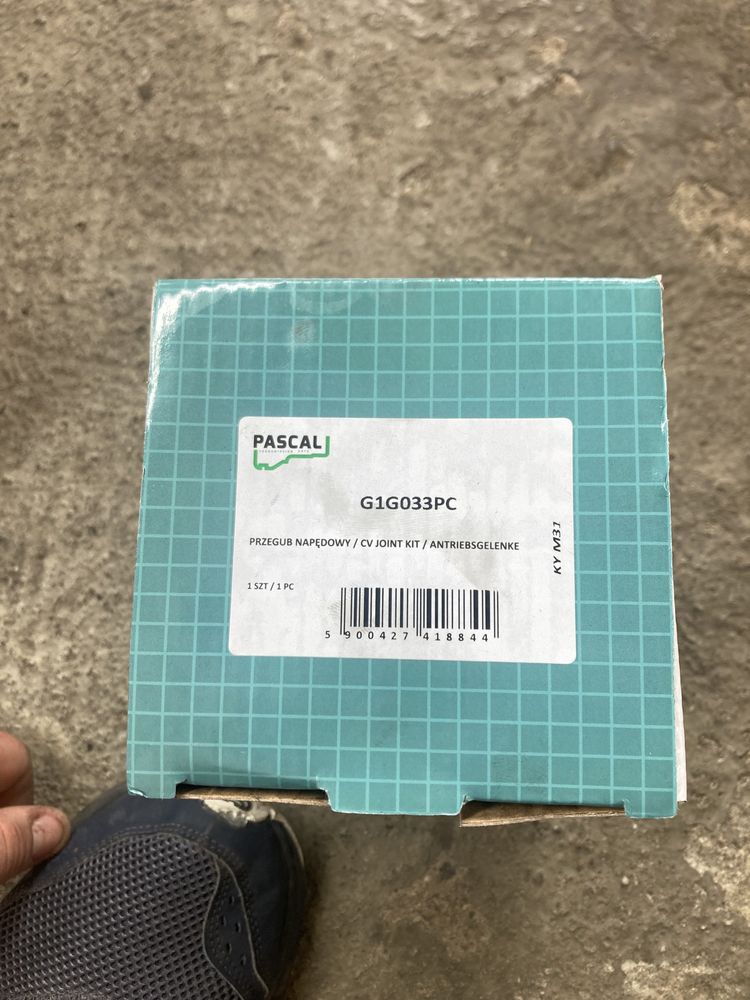 PASCAL
G1G033PC
PRZEGUB NAPĘDOWY / CV JOINT KIT / ANTRIEBSGELENKE
KY M31
1 SZT / 1 PC
5 900427 418844